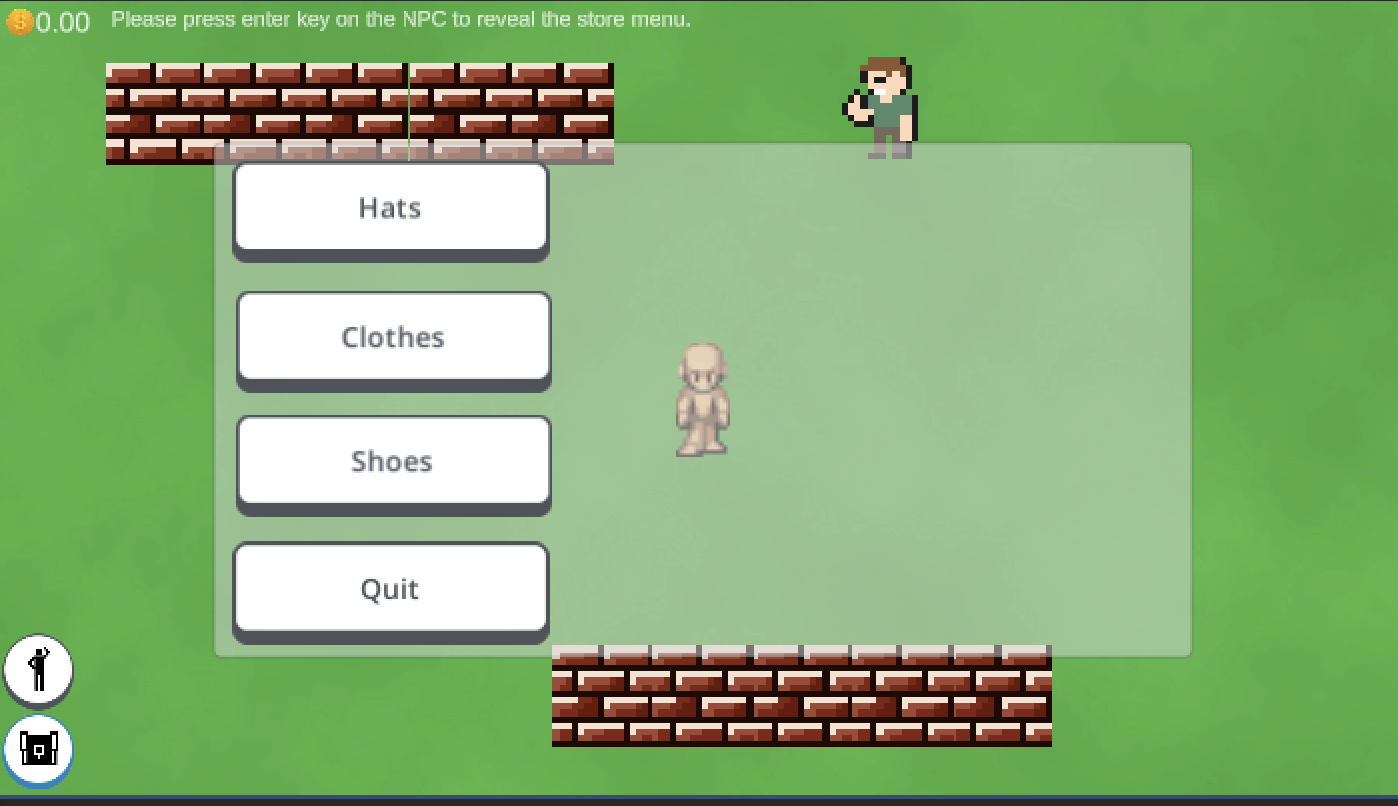 0.00 Please press enter key on the NPC to reveal the store menu.
Hats
Clothes
Shoes
Quit